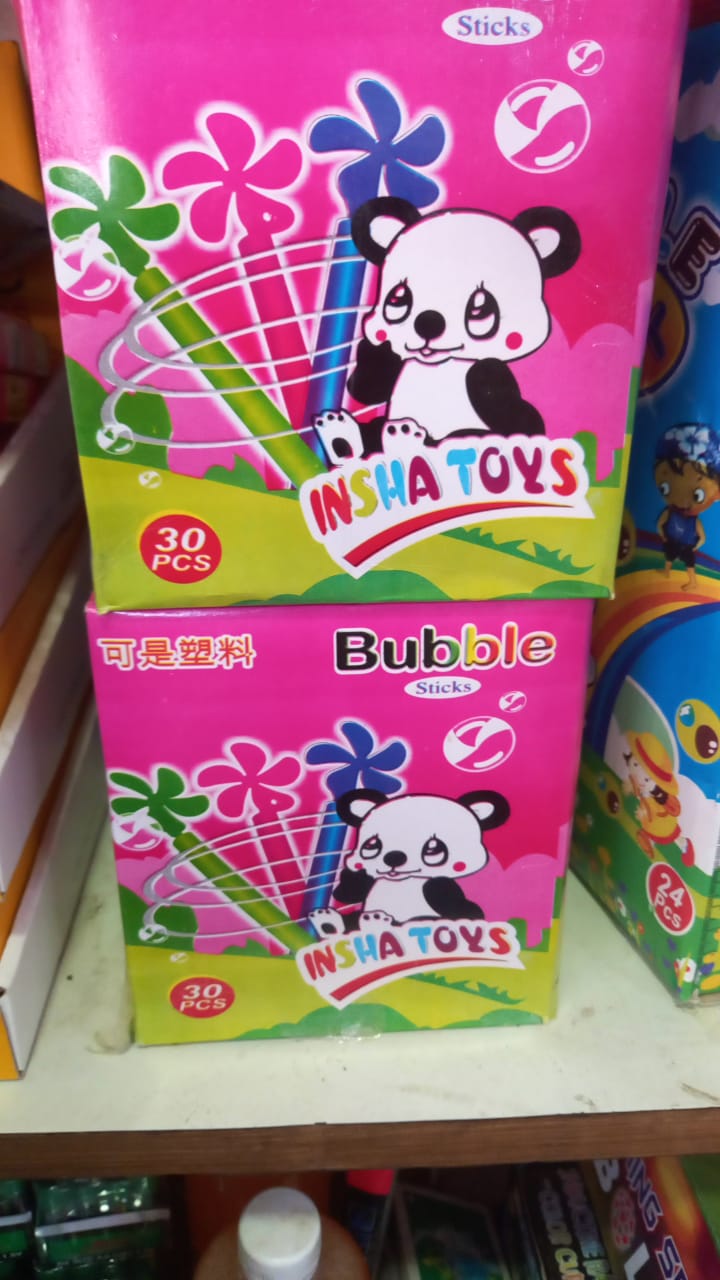 Sticks
INSHA TOYS
30
PCS
可是塑料
Bubble
Sticks
INSHA TOYS
30
PCS
24
PCS